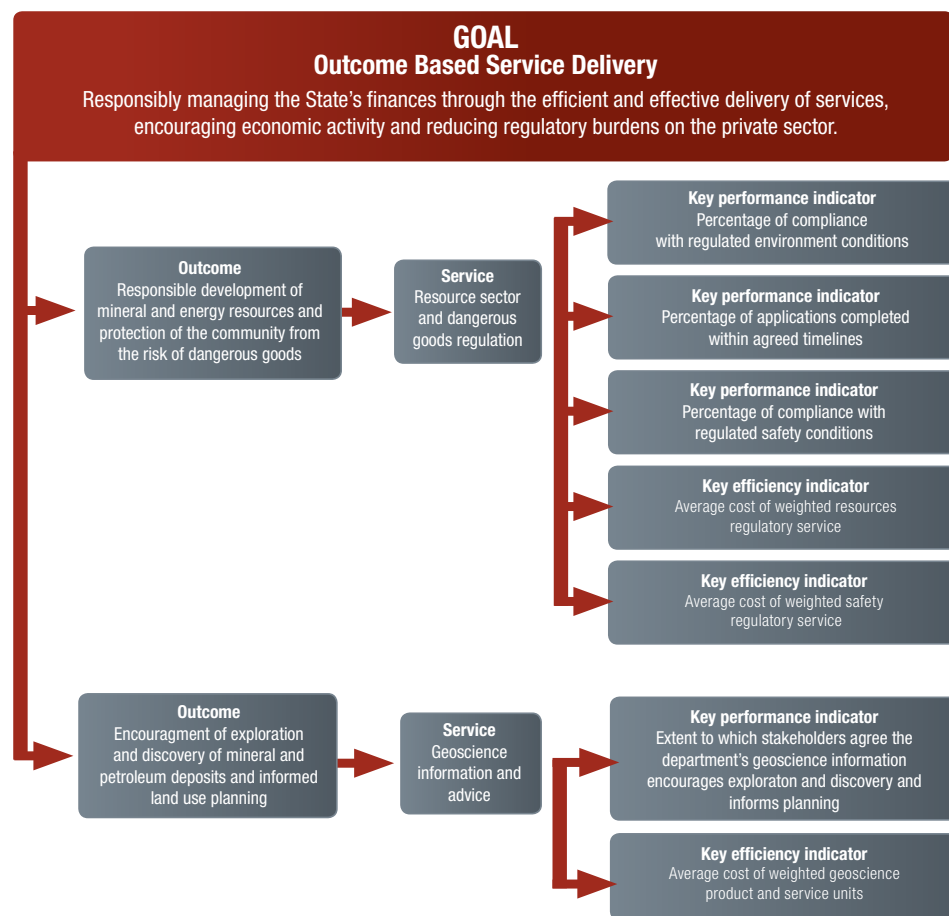 GOAL
Outcome Based Service Delivery
Responsibly managing the State's finances through the efficient and effective delivery of services,
encouraging economic activity and reducing regulatory burdens on the private sector.
Outcome
Responsible development of
mineral and energy resources and
protection of the community from
the risk of dangerous goods
Service
Resource sector
and dangerous
goods regulation
Key performance indicator
Percentage of compliance
with regulated environment conditions
Key performance indicator
Percentage of applications completed
within agreed timelines
Key performance indicator
Percentage of compliance with
regulated safety conditions
Key efficiency indicator
Average cost of weighted resources
regulatory service
Key efficiency indicator
Average cost of weighted safety
regulatory service
Outcome
Encouragment of exploration
and discovery of mineral and
petroleum deposits and informed
land use planning
Service
Geoscience
information and
advice
Key performance indicator
Extent to which stakeholders agree the
department's geoscience information
encourages exploraton and discovery and
informs planning
Key efficiency indicator
Average cost of weighted geoscience
product and service units